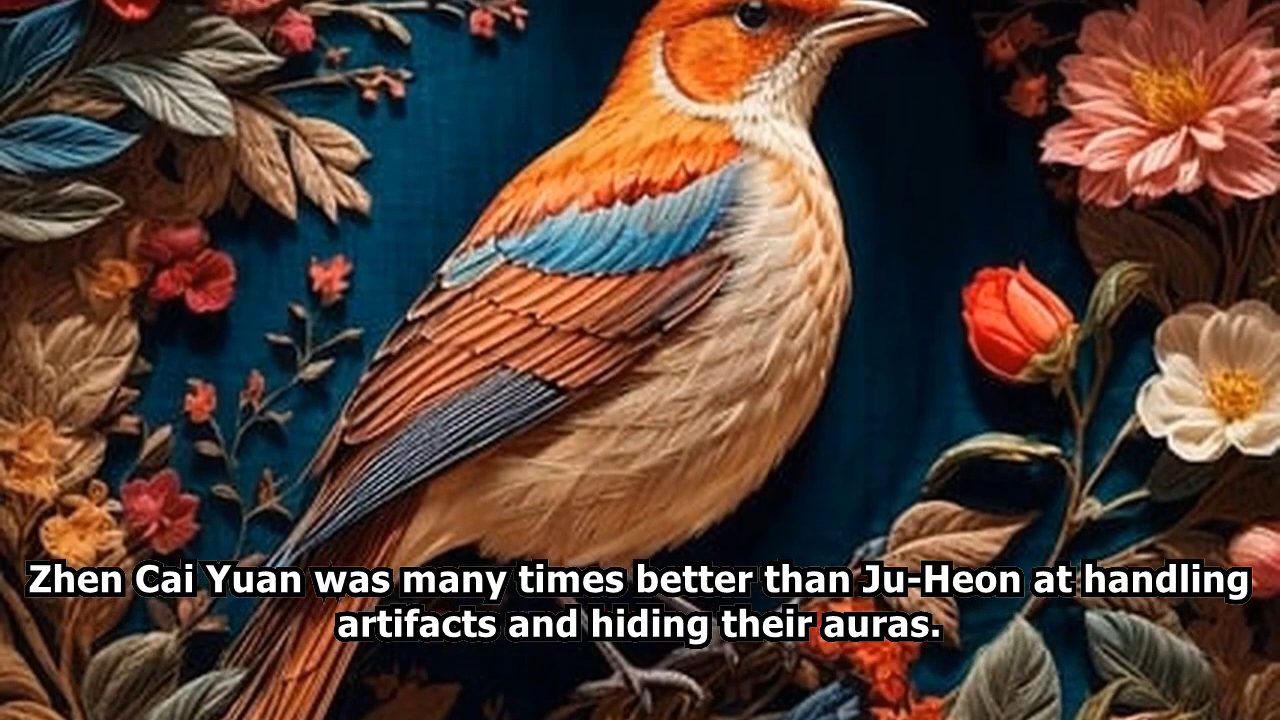 Zhen Cai Yuan was many times better than Ju-Heon at handling
artifacts and hiding their auras.